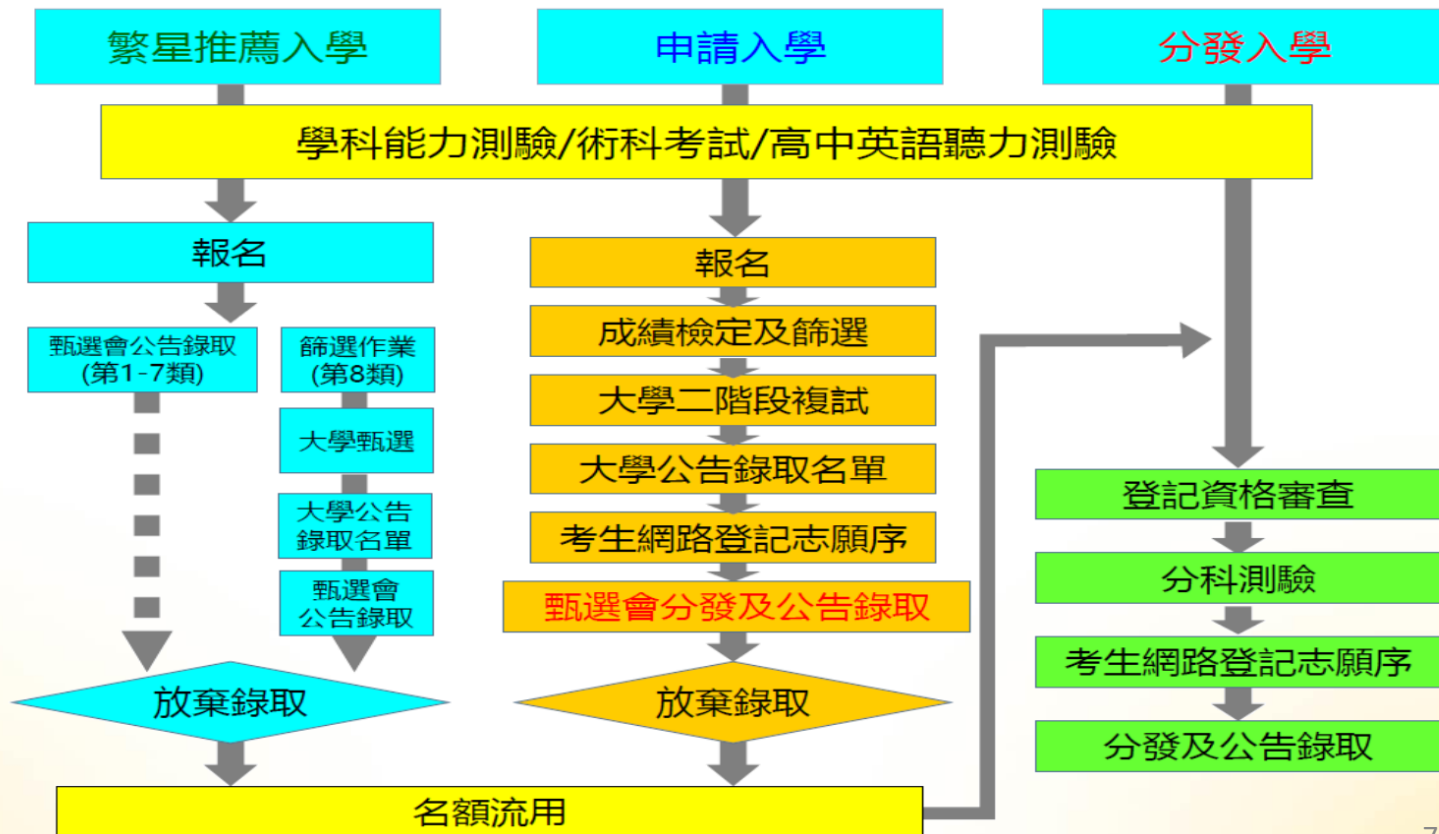 繁星推薦入學
申請入學
分發入學
學科能力測驗/術科考試/高中英語聽力測驗
報名
甄選會公告錄取
(第1-7類)
篩選作業
(第8類)
大學甄選
大學公告
錄取名單
甄選會
公告錄取
放棄錄取
報名
成績檢定及篩選
大學二階段複試
大學公告錄取名單
考生網路登記志願序
甄選會分發及公告錄取
放棄錄取
名額流用
登記資格審查
分科測驗
考生網路登記志願序
分發及公告錄取